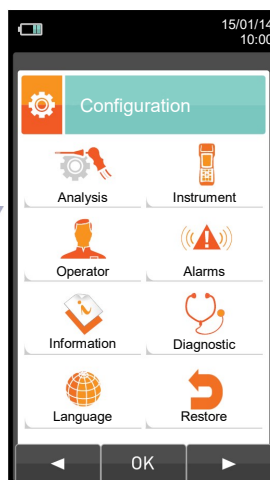 15/01/14
10:00
Configuration
Analysis
Instrument
Operator
Alarms
Information
Diagnostic
Language
Restore
OK